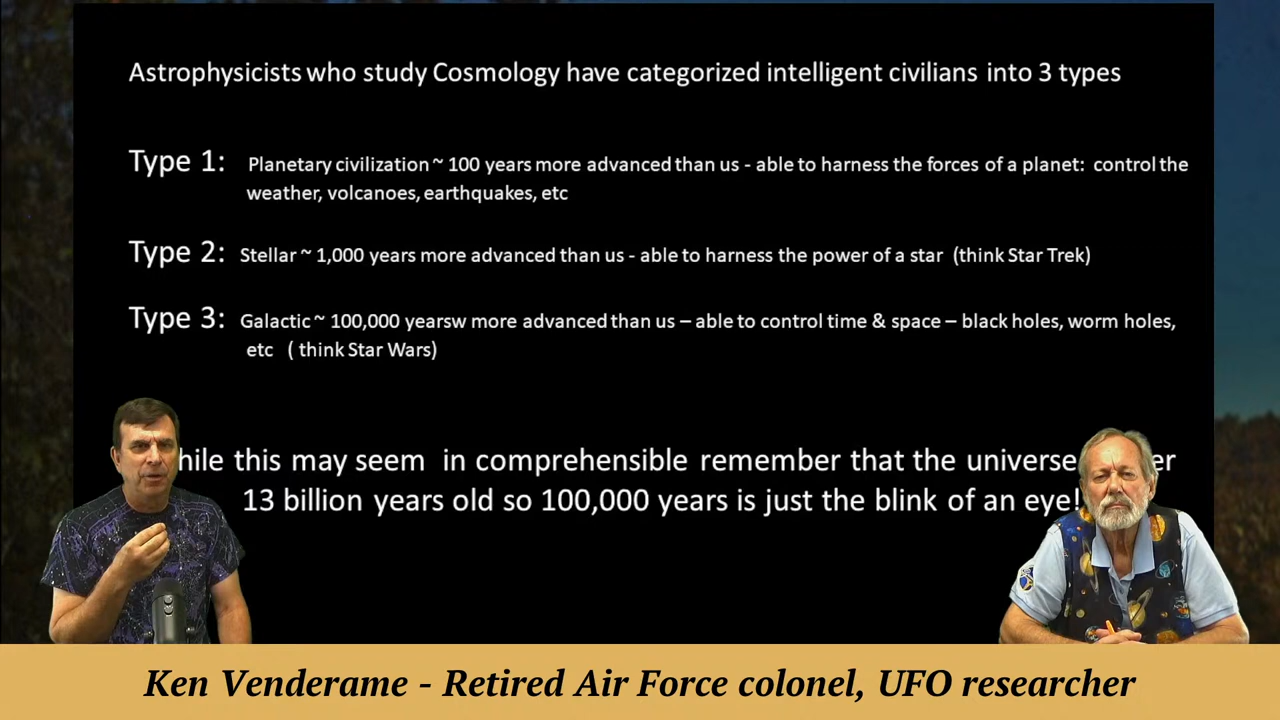 Astrophysicists who study Cosmology have categorized intelligent civilians into 3 types
Type 1: Planetary civilization ~ 100 years more advanced than us - able to harness the forces of a planet: control the
weather, volcanoes, earthquakes, etc
Type 2: Stellar ~ 1,000 years more advanced than us - able to harness the power of a star (think Star Trek)
Type 3: Galactic ~ 100,000 yearsw more advanced than us – able to control time & space – black holes, worm holes,
etc ( think Star Wars)
hile this may seem in comprehensible remember that the universe er
13 billion years old so 100,000 years is just the blink of an eye!
Ken Venderame - Retired Air Force colonel, UFO researcher